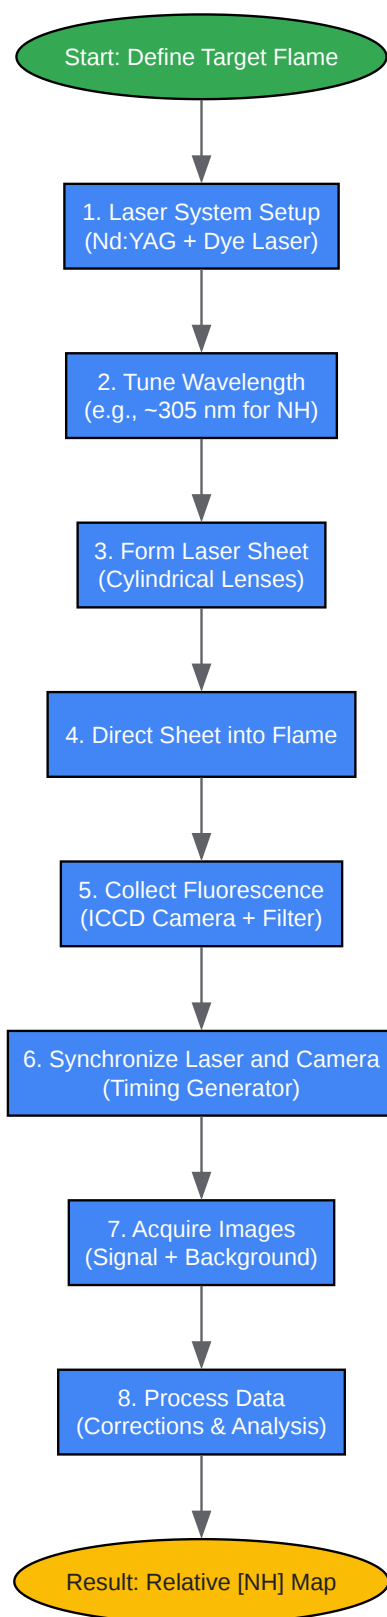 Start: Define Target Flame
1. Laser System Setup
(Nd:YAG + Dye Laser)
2. Tune Wavelength
(e.g., ~305 nm for NH)
3. Form Laser Sheet
(Cylindrical Lenses)
4. Direct Sheet into Flame
5. Collect Fluorescence
(ICCD Camera + Filter)
6. Synchronize Laser and Camera
(Timing Generator)
7. Acquire Images
(Signal + Background)
8. Process Data
(Corrections & Analysis)
Result: Relative [NH] Map